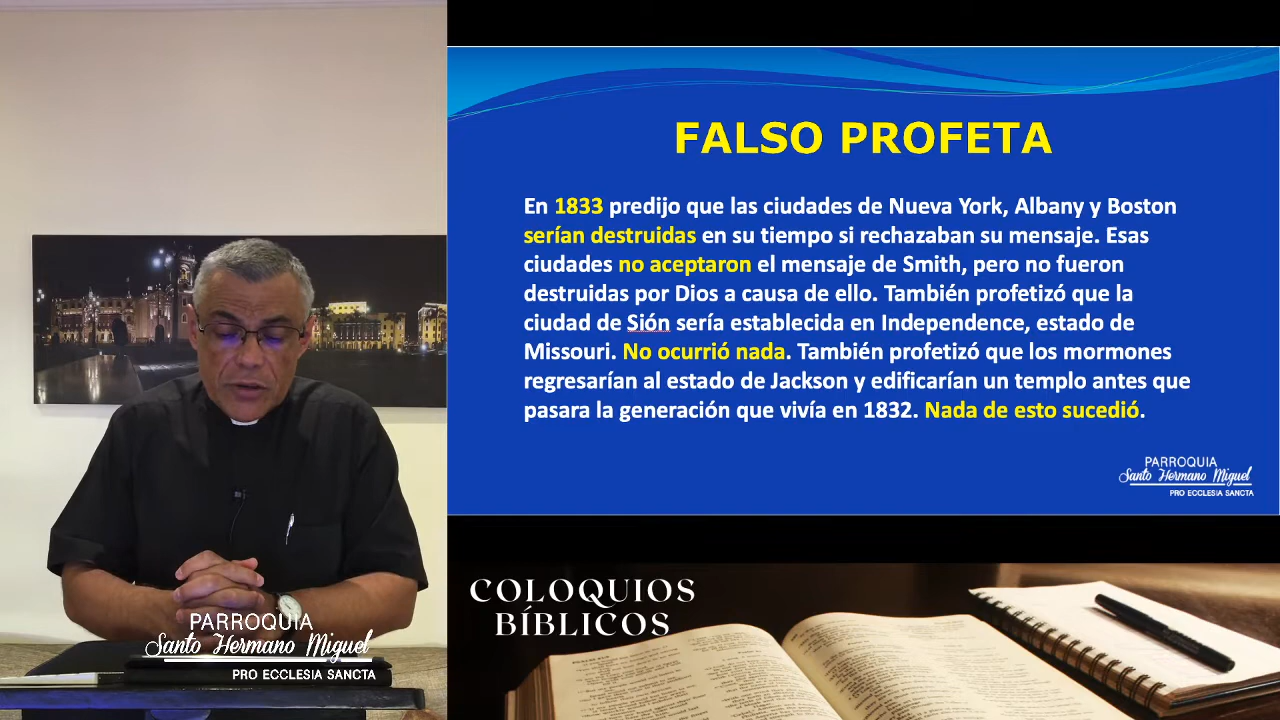 FALSO PROFETA
En 1833 predijo que las ciudades de Nueva York, Albany y Boston
serían destruidas en su tiempo si rechazaban su mensaje. Esas
ciudades no aceptaron el mensaje de Smith, pero no fueron
destruidas por Dios a causa de ello. También profetizó que la
ciudad de Sión sería establecida en Independence, estado de
Missouri. No ocurrió nada. También profetizó que los mormones
regresarían al estado de Jackson y edificarían un templo antes que
pasara la generación que vivía en 1832. Nada de esto sucedió.
PARROQUIA
Santo Hermano Miguel
PRO ECCLESIA SANCTA
COLOQUIOS
BÍBLICOS
PARROQUIA
Santo Hermano Miguel
PRO ECCLESIA SANCTA